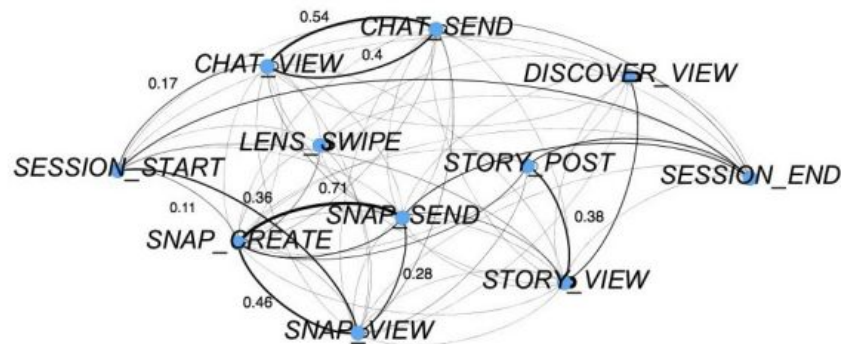 0.54
CHAT_SEND
CHAT_VIEW
0.4
DISCOVER_VIEW
0.17
LENS_SWIPE
SESSION_START
STORY_POST
SESSION_END
0.71
0.36
0.11
SNAP_SEND
0.38
SNAP_CREATE
0.28
STORY_VIEW
0.46
SNAP_VIEW